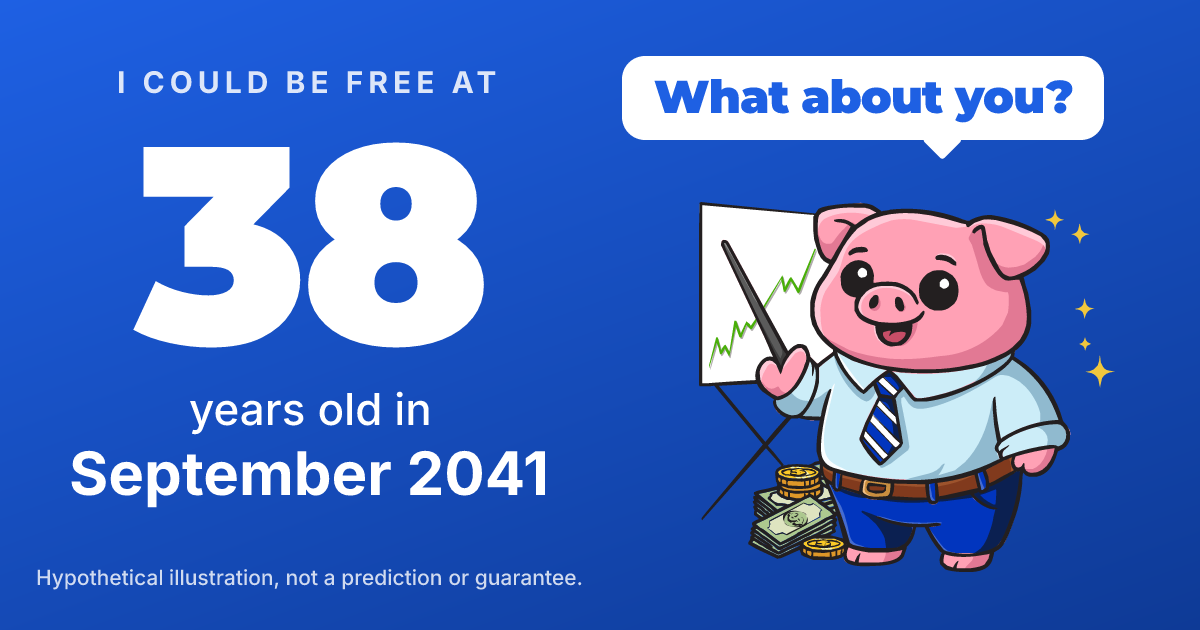 I COULD BE FREE AT
38
years old in
September 2041
Hypothetical illustration, not a prediction or guarantee.
What about you?